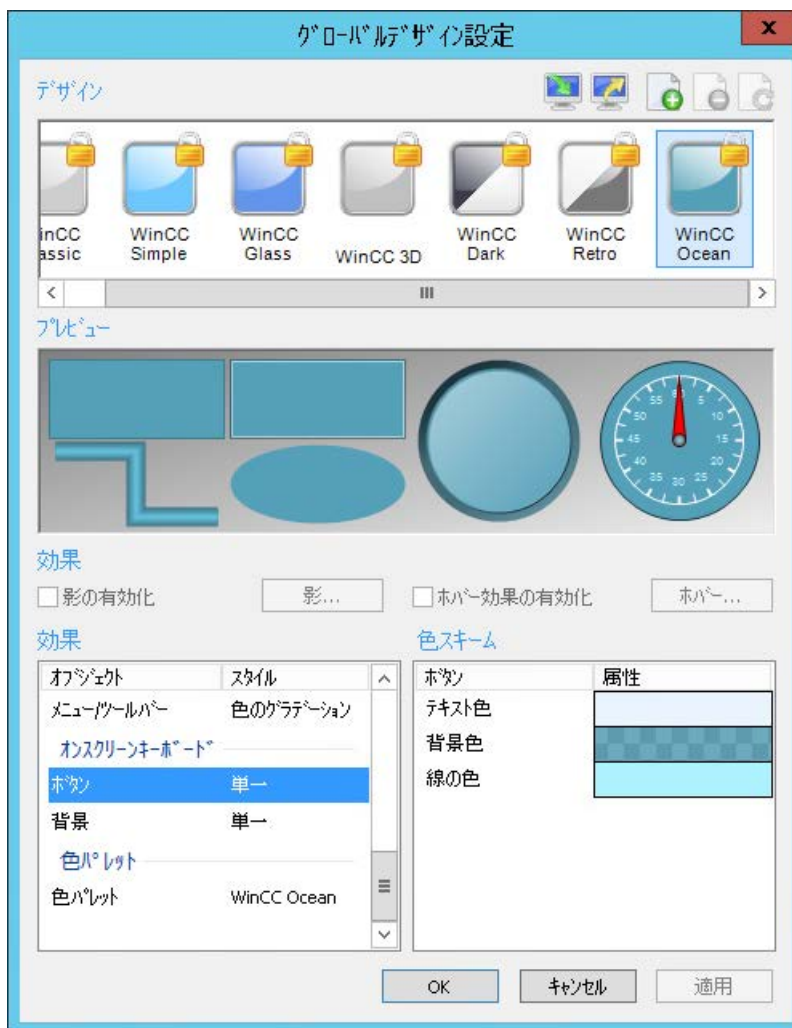 グローバルデザイン設定
デザイン
inCC assic
WinCC Simple
WinCC Glass
WinCC 3D
WinCC Dark
WinCC Retro
WinCC Ocean
プレビュー
55 60 5
50 10
45 15
40 20
35 30 25
効果
影の有効化 影... ホバー効果の有効化 ホバー...
効果 色スキーム
オブジェクト スタイル ボタン 属性
メニュー/ツールバー 色のグラデーション テキスト色
オンスクリーンキーボード 背景色
ボタン 単一 線の色
背景 単一
色パレット
色パレット WinCC Ocean
OK キャンセル 適用